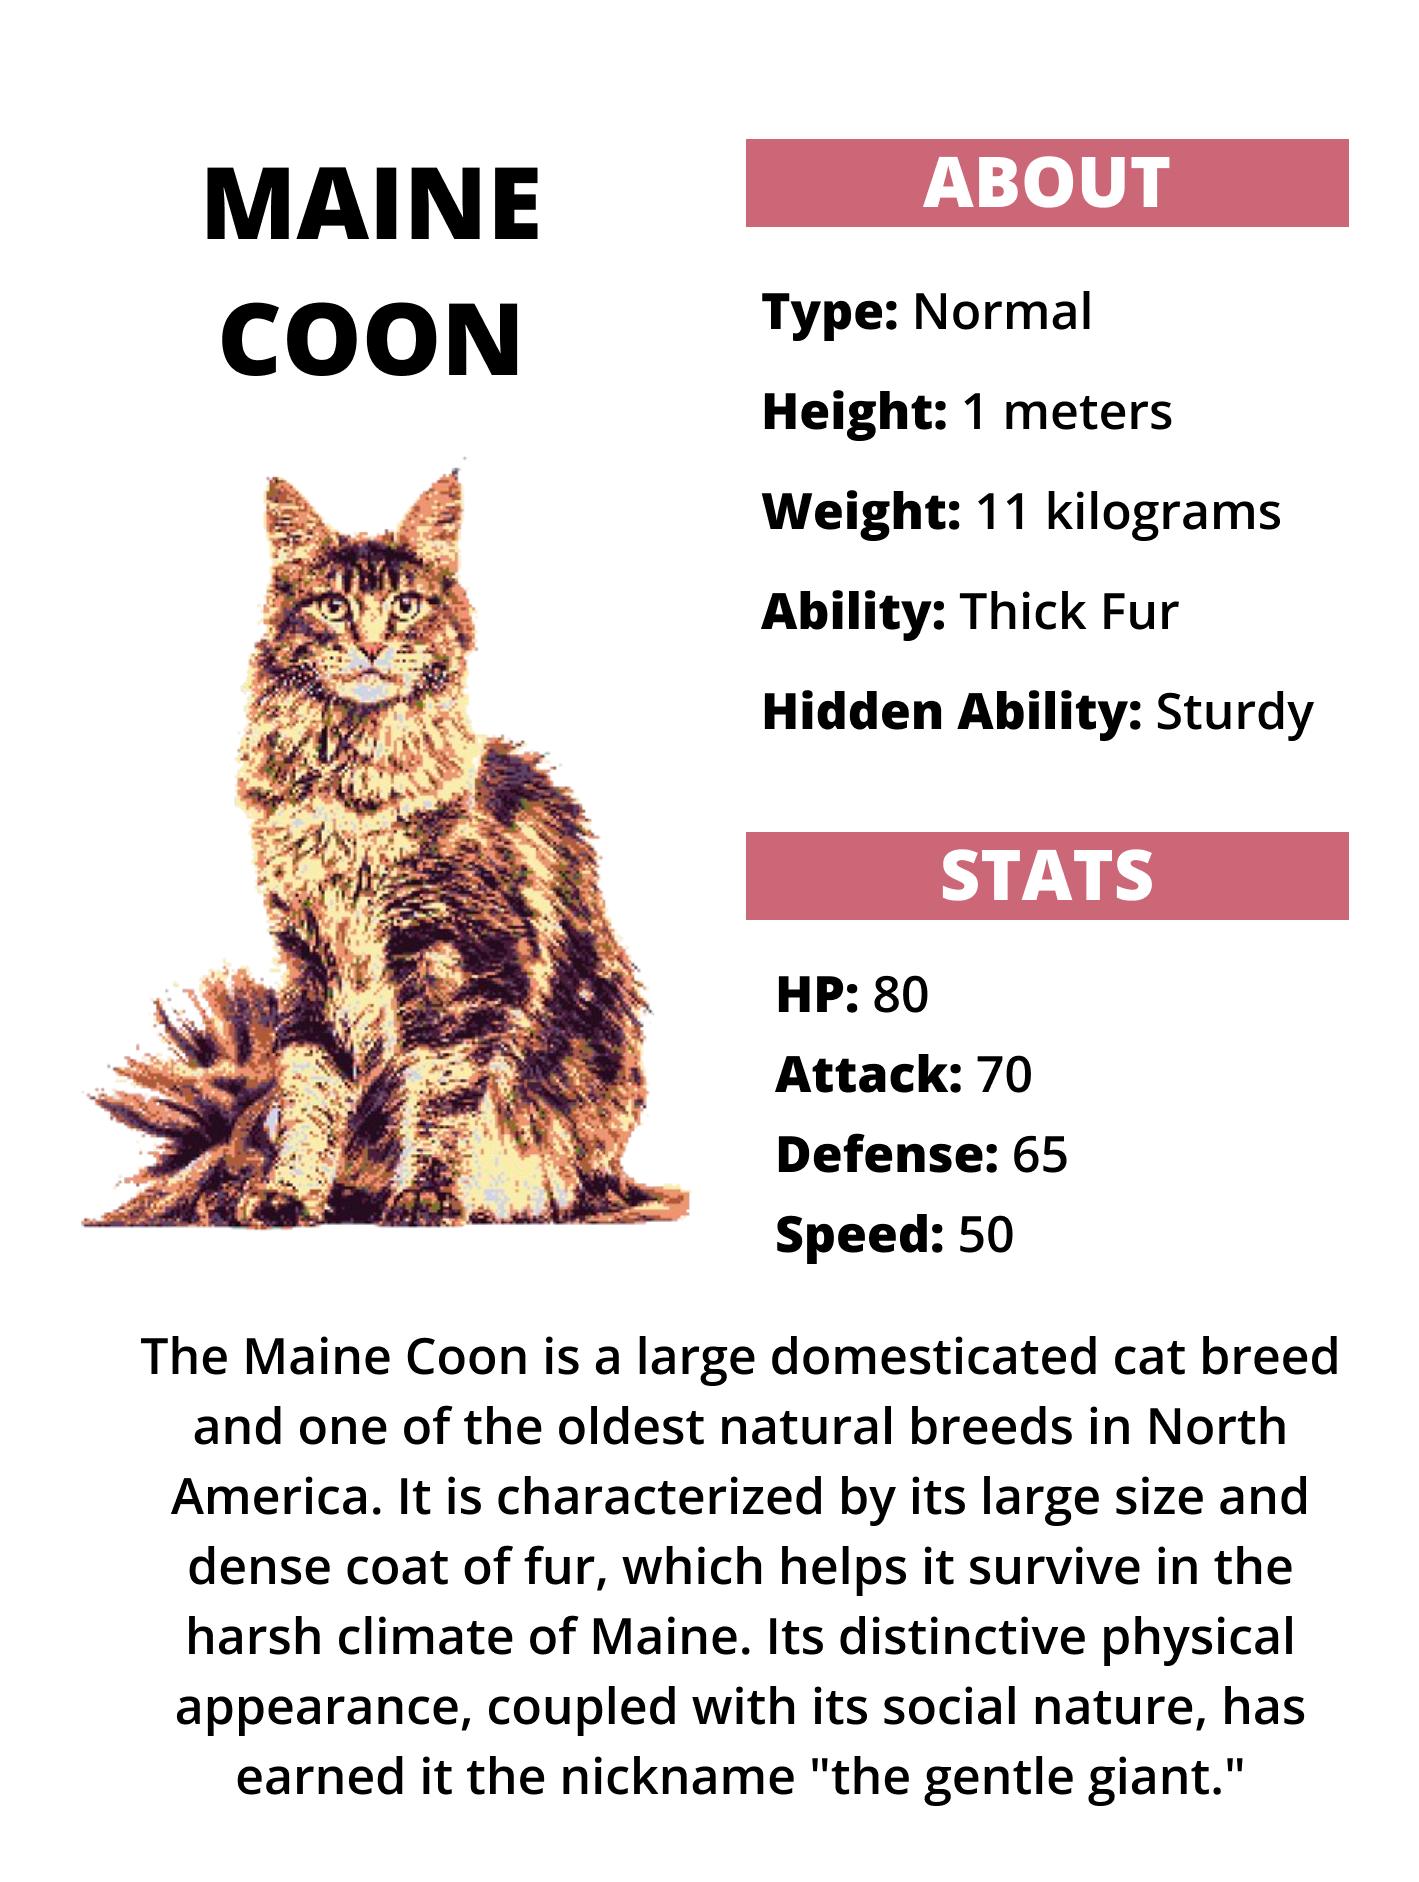 MAINE
COON
ABOUT
Type: Normal
Height: 1 meters
Weight: 11 kilograms
Ability: Thick Fur
Hidden Ability: Sturdy
STATS
HP: 80
Attack: 70
Defense: 65
Speed: 50
The Maine Coon is a large domesticated cat breed
and one of the oldest natural breeds in North
America. It is characterized by its large size and
dense coat of fur, which helps it survive in the
harsh climate of Maine. Its distinctive physical
appearance, coupled with its social nature, has
earned it the nickname "the gentle giant."